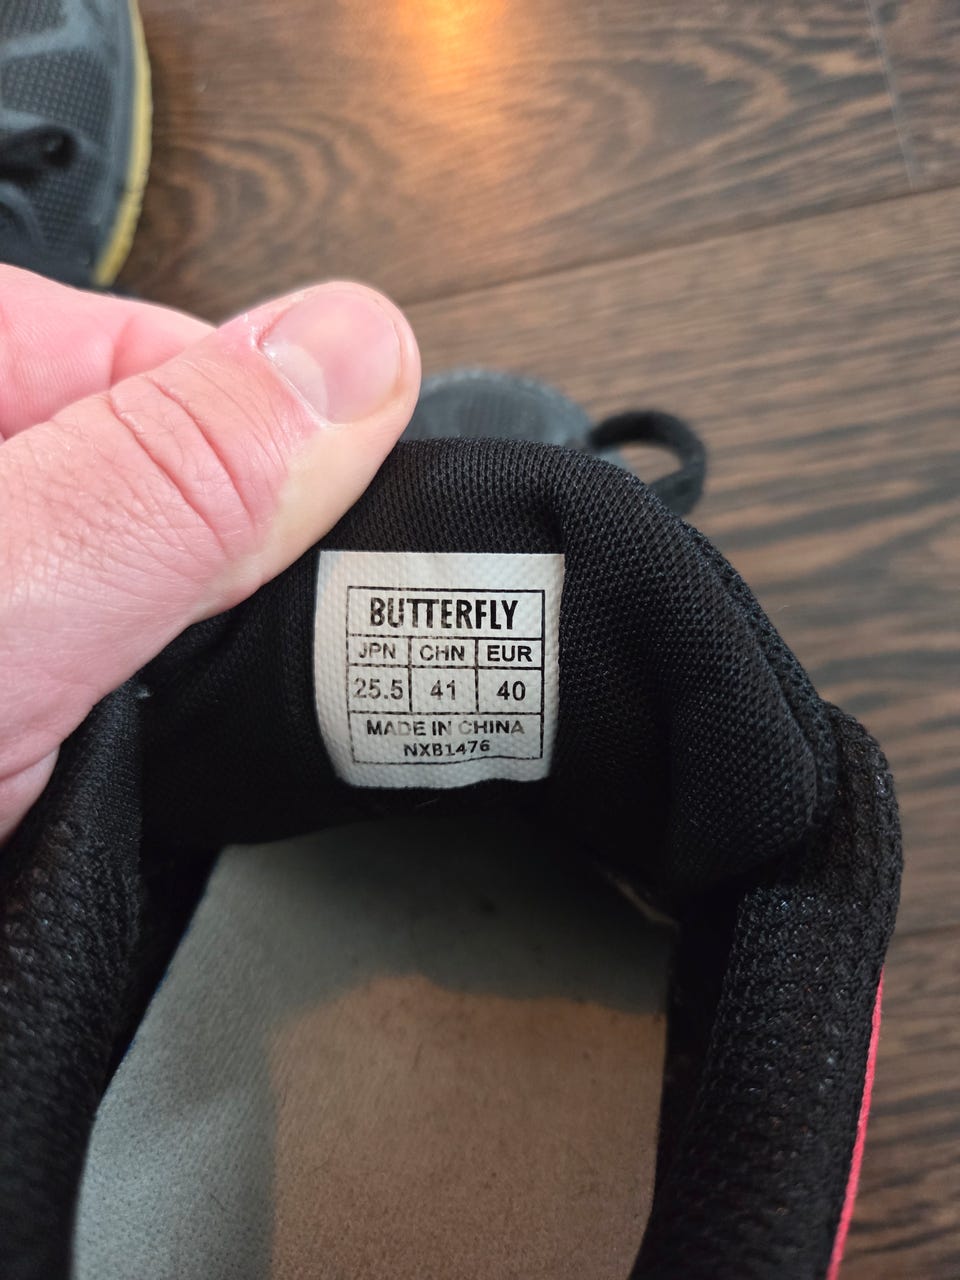 BUTTERFLY
JPN CHN EUR
25.5 41 40
MADE IN CHINA
NXB1476